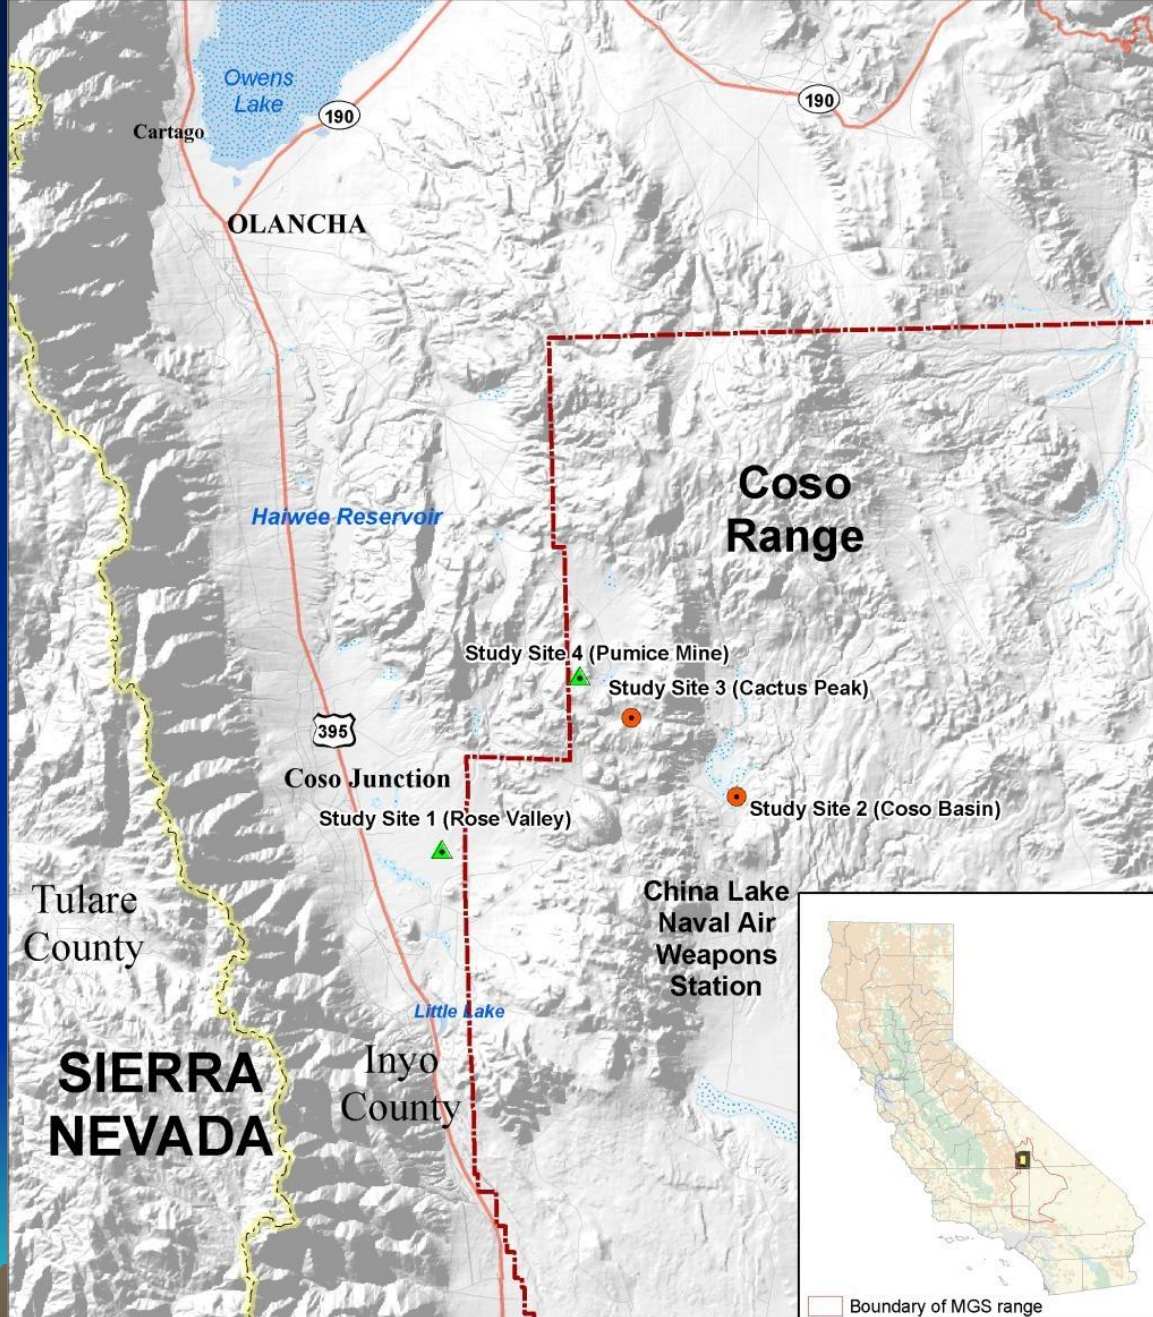 Owens
Lake
190
190
Cartago
OLANCHA
Coso
Range
Haiwee Reservoir
Study Site 4 (Pumice Mine)
Study Site 3 (Cactus Peak)
395
Coso Junction
Study Site 1 (Rose Valley)
Study Site 2 (Coso Basin)
Tulare
County
China Lake
Naval Air
Weapons
Station
Little Lake
SIERRA
NEVADA
Inyo
County
Boundary of MGS range